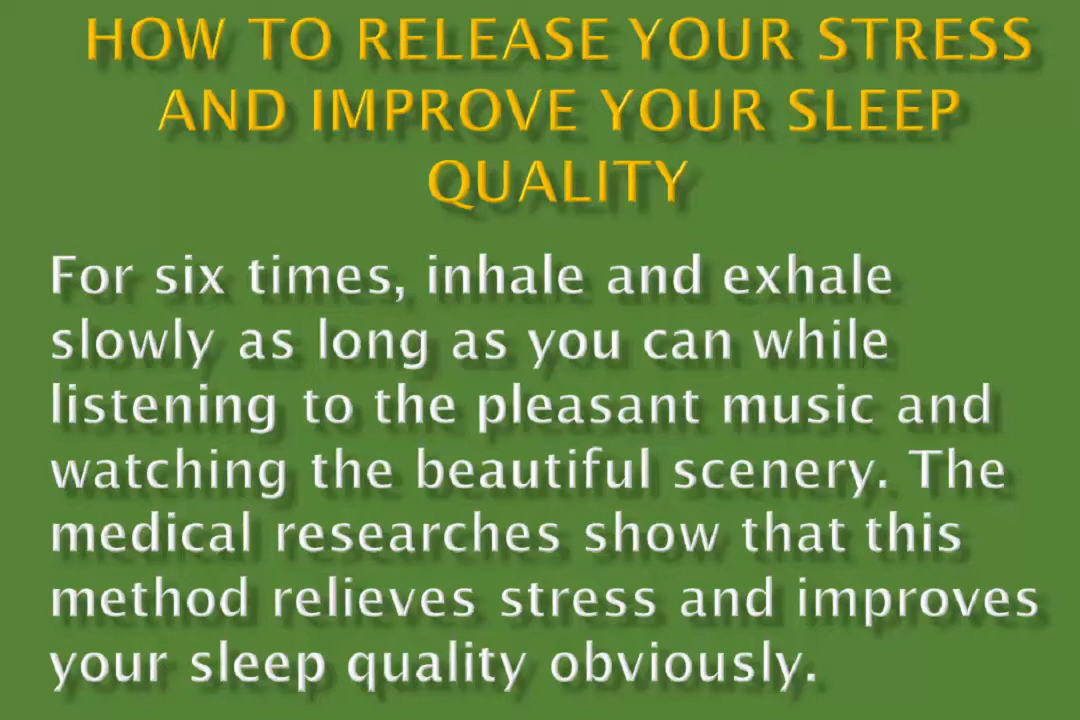 HOW TO RELEASE YOUR STRESS
AND IMPROVE YOUR SLEEP
QUALITY
For six times, inhale and exhale
slowly as long as you can while
listening to the pleasant music and
watching the beautiful scenery. The
medical researches show that this
method relieves stress and improves
your sleep quality obviously.